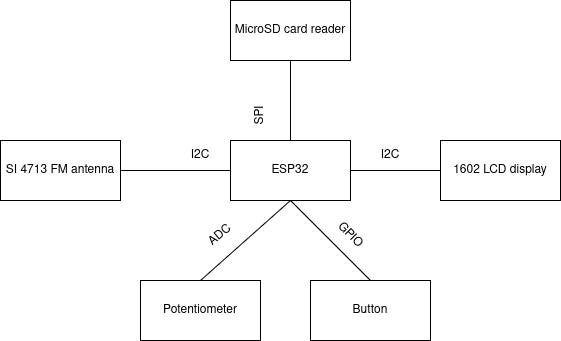 MicroSD card reader
SPI
SI 4713 FM antenna
I2C
ESP32
I2C
1602 LCD display
ADC
GPIO
Potentiometer
Button